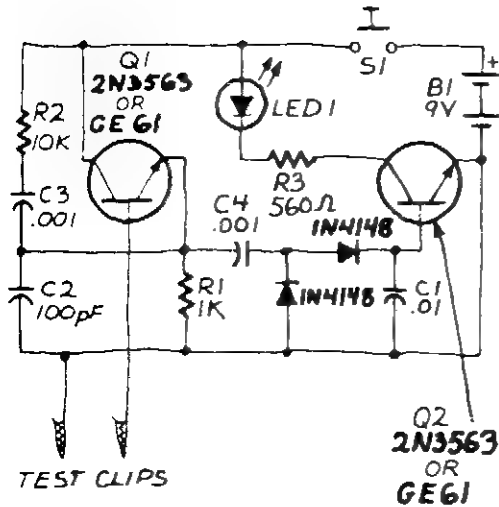 Q1
2N3563
OR
GE61
S1
+
B1
9V
LED1
R2
10K
R3
560Ω
C3
.001
C4
.001
1N4148
C2
100pF
R1
1K
1N4148
C1
.01
Q2
2N3563
OR
GE61
TEST CLIPS